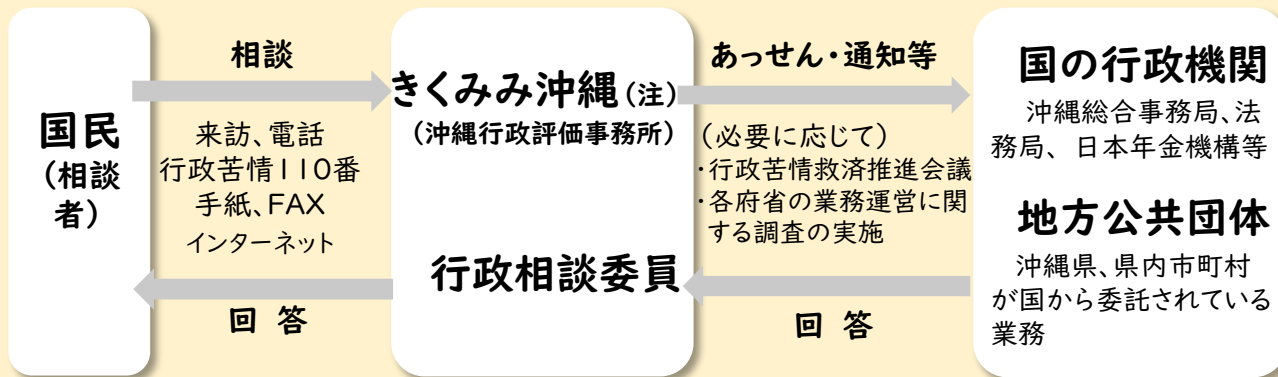 国民
(相談
者)
相談
来訪、電話
行政苦情110番
手紙、FAX
インターネット
回 答
きくみみ沖縄(注)
(沖縄行政評価事務所)
行政相談委員
あっせん・通知等
(必要に応じて)
・行政苦情救済推進会議
・各府省の業務運営に関
する調査の実施
回 答
国の行政機関
沖縄総合事務局、法
務局、日本年金機構等
地方公共団体
沖縄県、県内市町村
が国から委託されている
業務